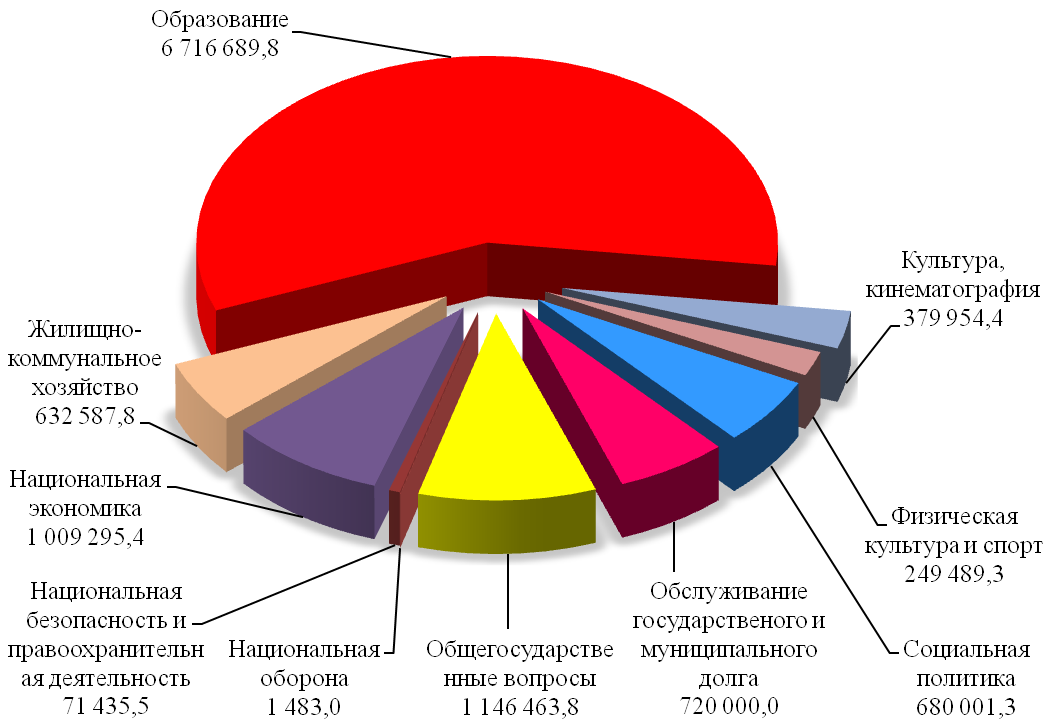 Образование
6 716 689,8
Культура,
кинематография
379 954,4
Жилищно-
коммунальное
хозяйство
632 587,8
Национальная
экономика
1 009 295,4
Физическая
культура и спорт
249 489,3
Национальная
безопасность и
правоохранительн
ая деятельность
71 435,5
Национальная
оборона
1 483,0
Общегосударстве
нные вопросы
1 146 463,8
Обслуживание
государственого и
муниципального
долга
720 000,0
Социальная
политика
680 001,3